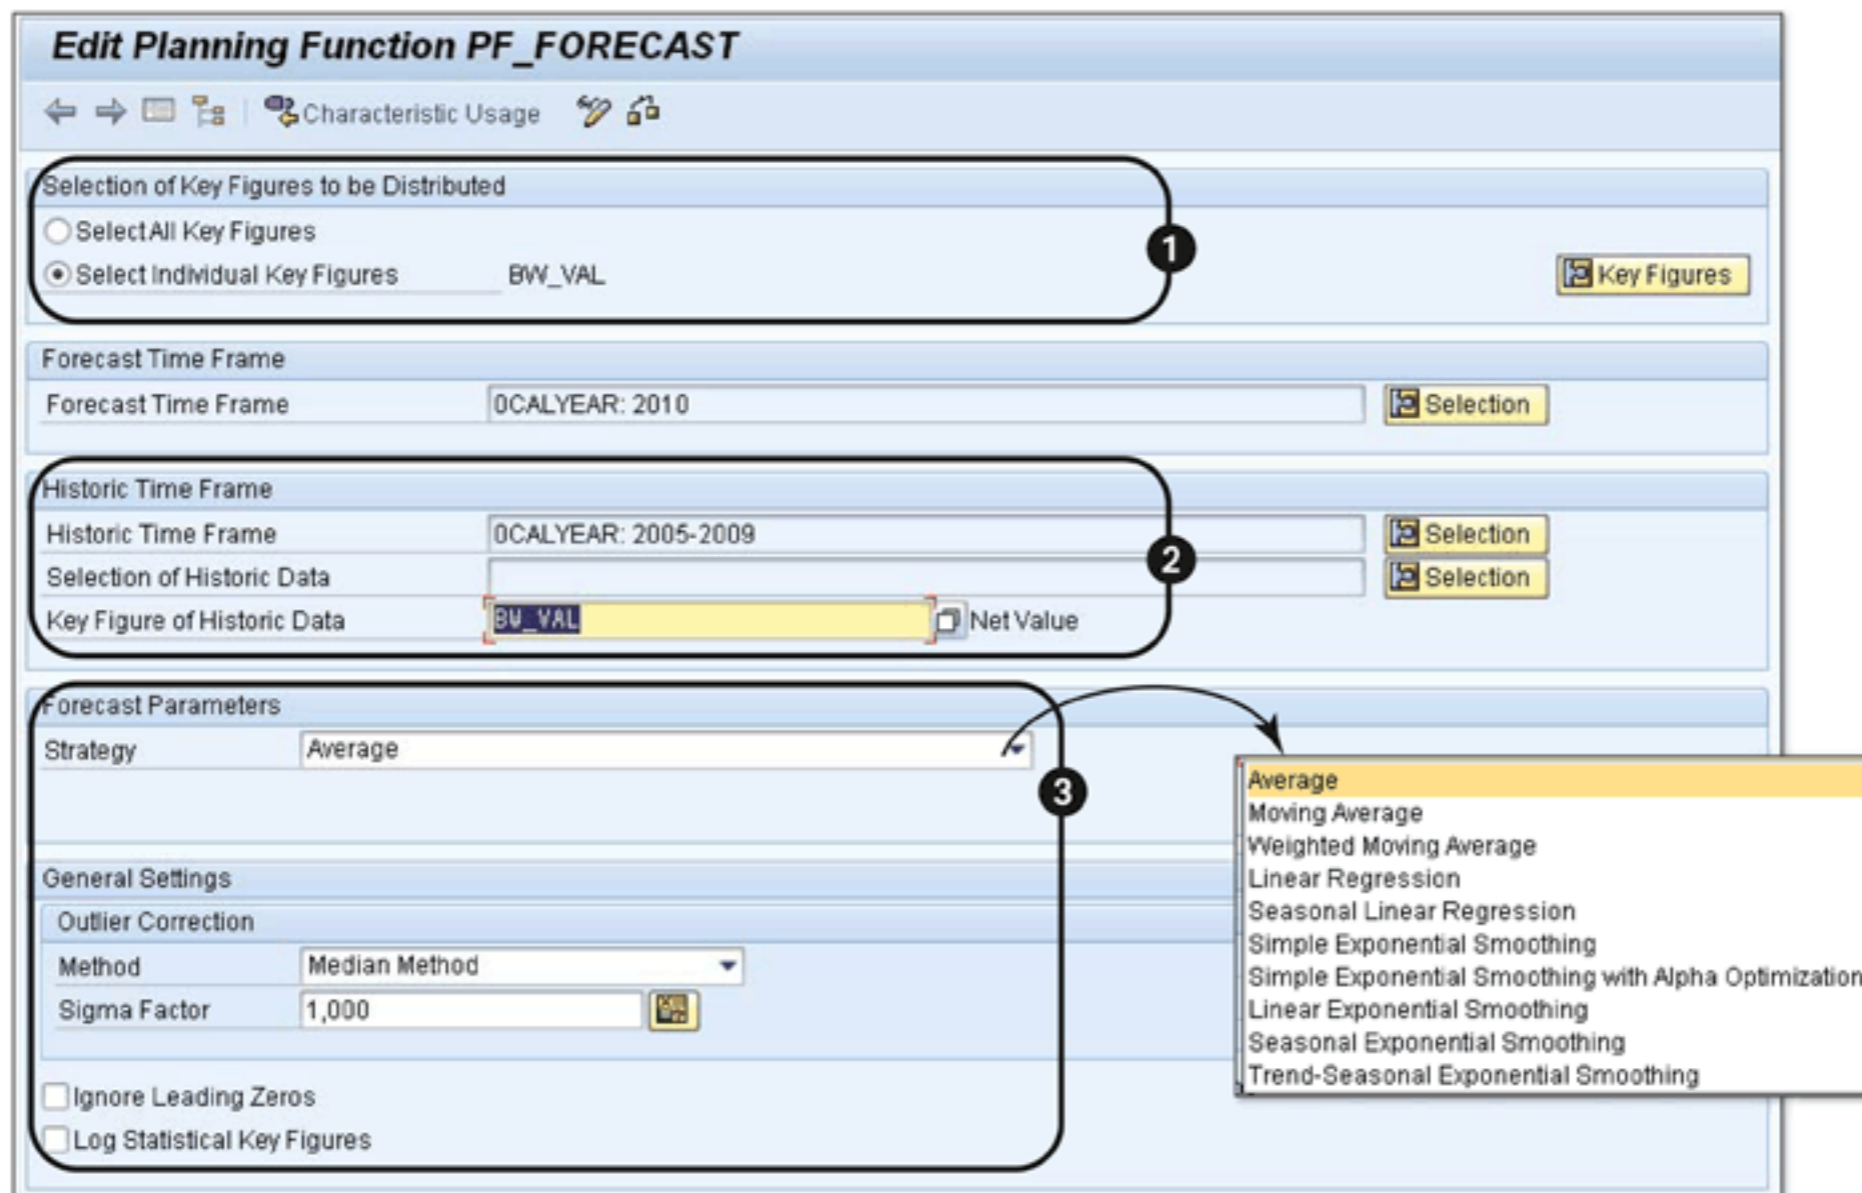 Edit Planning Function PF_FORECAST
Characteristic Usage
Selection of Key Figures to be Distributed
Select All Key Figures
1
Select Individual Key Figures BW_VAL
Key Figures
Forecast Time Frame
Forecast Time Frame 0CALYEAR: 2010 Selection
Historic Time Frame
Historic Time Frame 0CALYEAR: 2005-2009 Selection
2
Selection of Historic Data Selection
Key Figure of Historic Data BW_VAL Net Value
Forecast Parameters
Strategy Average
3
Average
Moving Average
Weighted Moving Average
Linear Regression
Seasonal Linear Regression
Simple Exponential Smoothing
Simple Exponential Smoothing with Alpha Optimization
Linear Exponential Smoothing
Seasonal Exponential Smoothing
Trend-Seasonal Exponential Smoothing
General Settings
Outlier Correction
Method Median Method
Sigma Factor 1,000
Ignore Leading Zeros
Log Statistical Key Figures